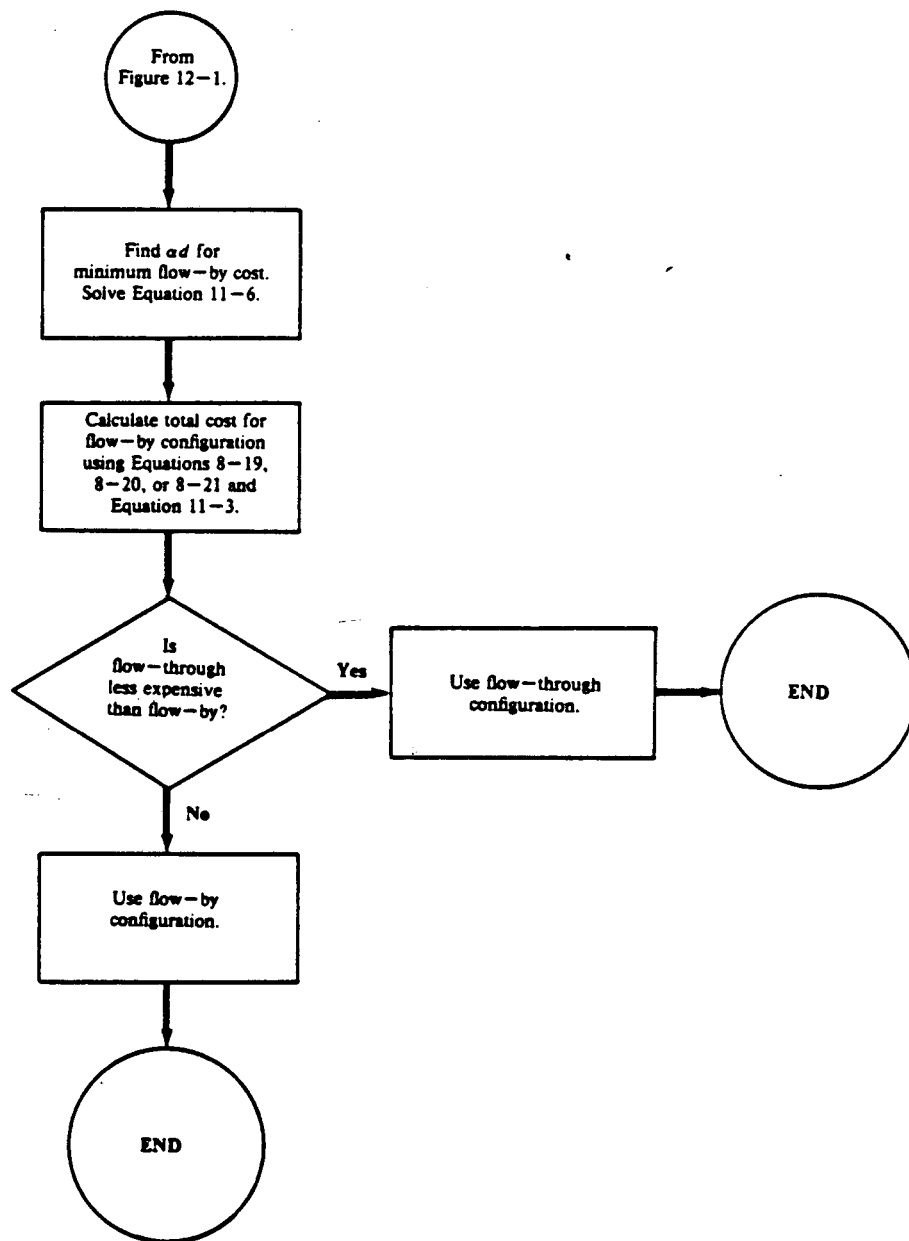 From
Figure 12-1.
Find αd for
minimum flow-by cost.
Solve Equation 11-6.
Calculate total cost for
flow-by configuration
using Equations 8-19,
8-20, or 8-21 and
Equation 11-3.
Is
flow-through
less expensive
than flow-by?
Yes
Use flow-through
configuration.
END
No
Use flow-by
configuration.
END